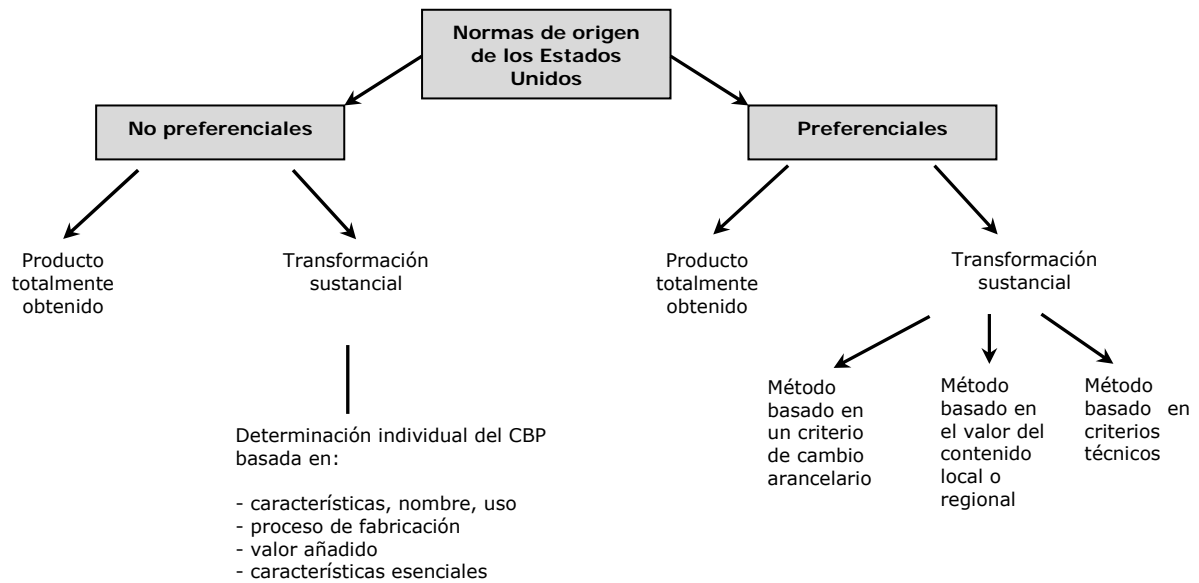 Normas de origen
de los Estados
Unidos
No preferenciales
Preferenciales
Producto
totalmente
obtenido
Transformación
sustancial
Producto
totalmente
obtenido
Transformación
sustancial
Determinación individual del CBP
basada en:
- características, nombre, uso
- proceso de fabricación
- valor añadido
- características esenciales
Método
basado en
un criterio
de cambio
arancelario
Método
basado en
el valor del
contenido
local o
regional
Método
basado en
criterios
técnicos